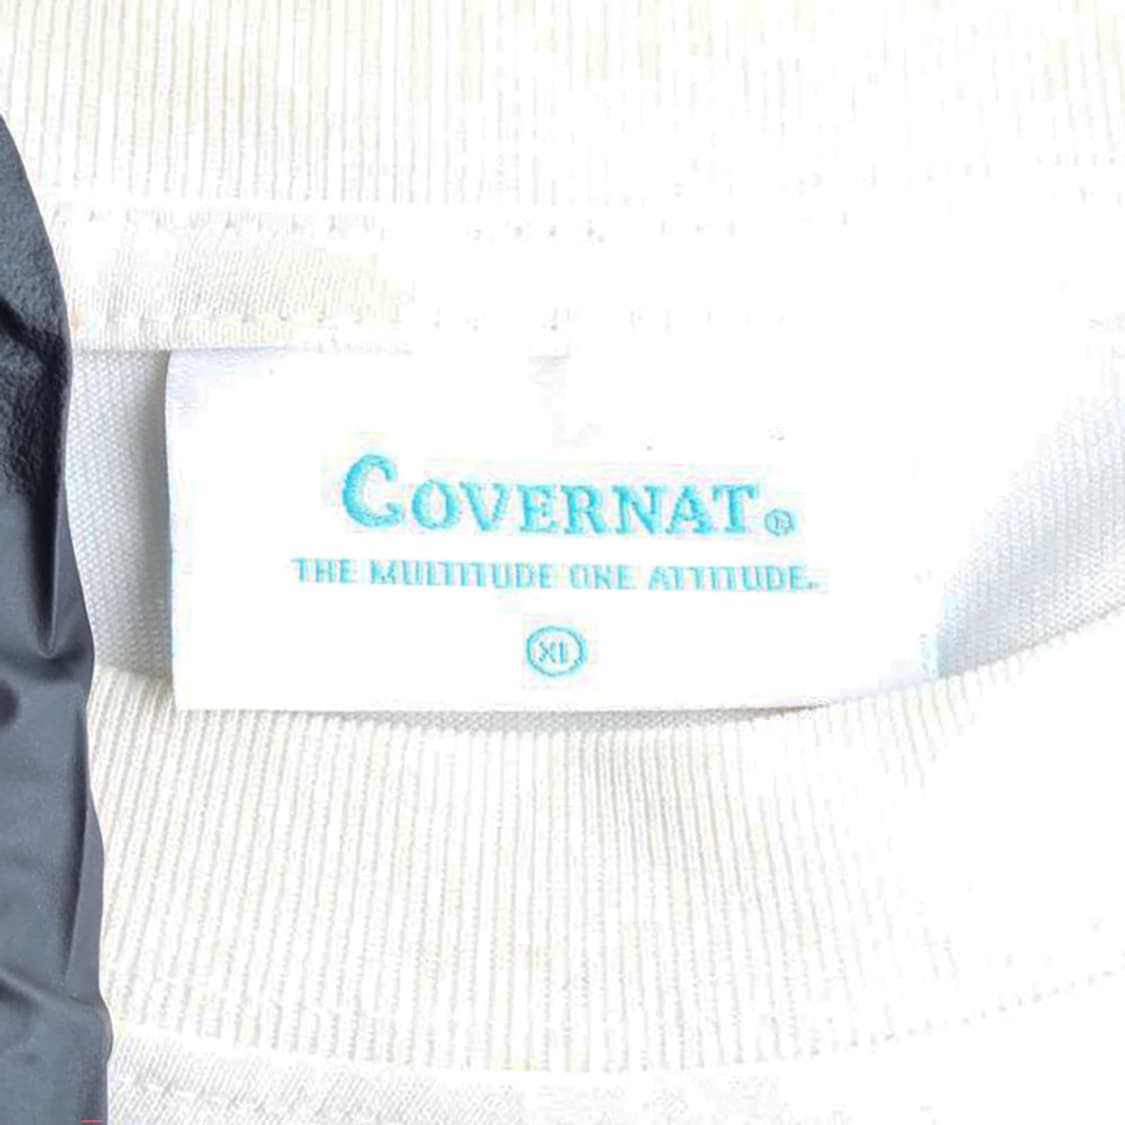 COVERNAT®
THE MULTITUDE ONE ATTITUDE.
XL